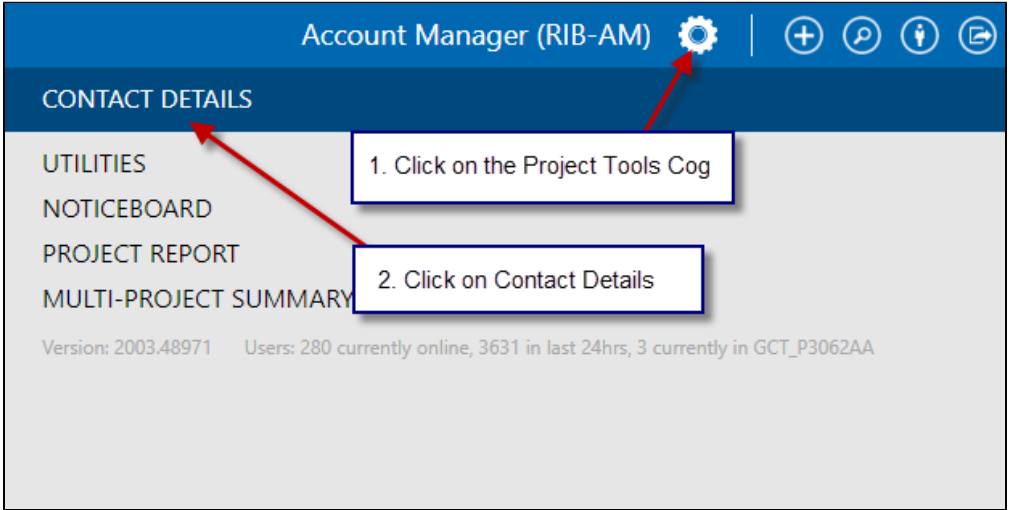 Account Manager (RIB-AM)
CONTACT DETAILS
UTILITIES
1. Click on the Project Tools Cog
NOTICEBOARD
PROJECT REPORT
2. Click on Contact Details
MULTI-PROJECT SUMMARY
Version: 2003.48971 Users: 280 currently online, 3631 in last 24hrs, 3 currently in GCT_P3062AA